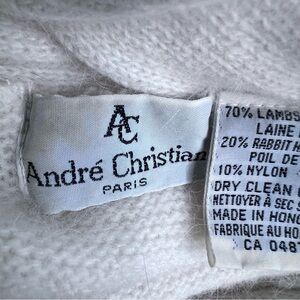 AC
André Christian
PARIS
70% LAMBS
LAINE
20% RABBIT H
POIL DE
10% NYLON
DRY CLEAN
NETTOYER À SEC S
MADE IN HONG
FABRIQUE AU HO
CA 0487